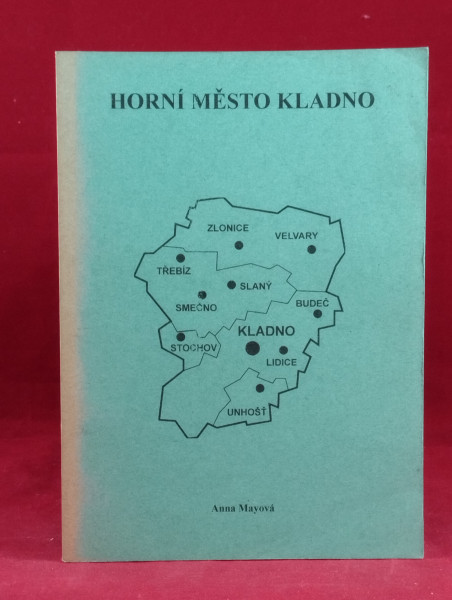 HORNÍ MĚSTO KLADNO
ZLONICE
VELVARY
TŘEBÍZ
SLANÝ
SMEČNO
BUDEČ
KLADNO
STOCHOV
LIDICE
UNHOŠŤ
Anna Mayová